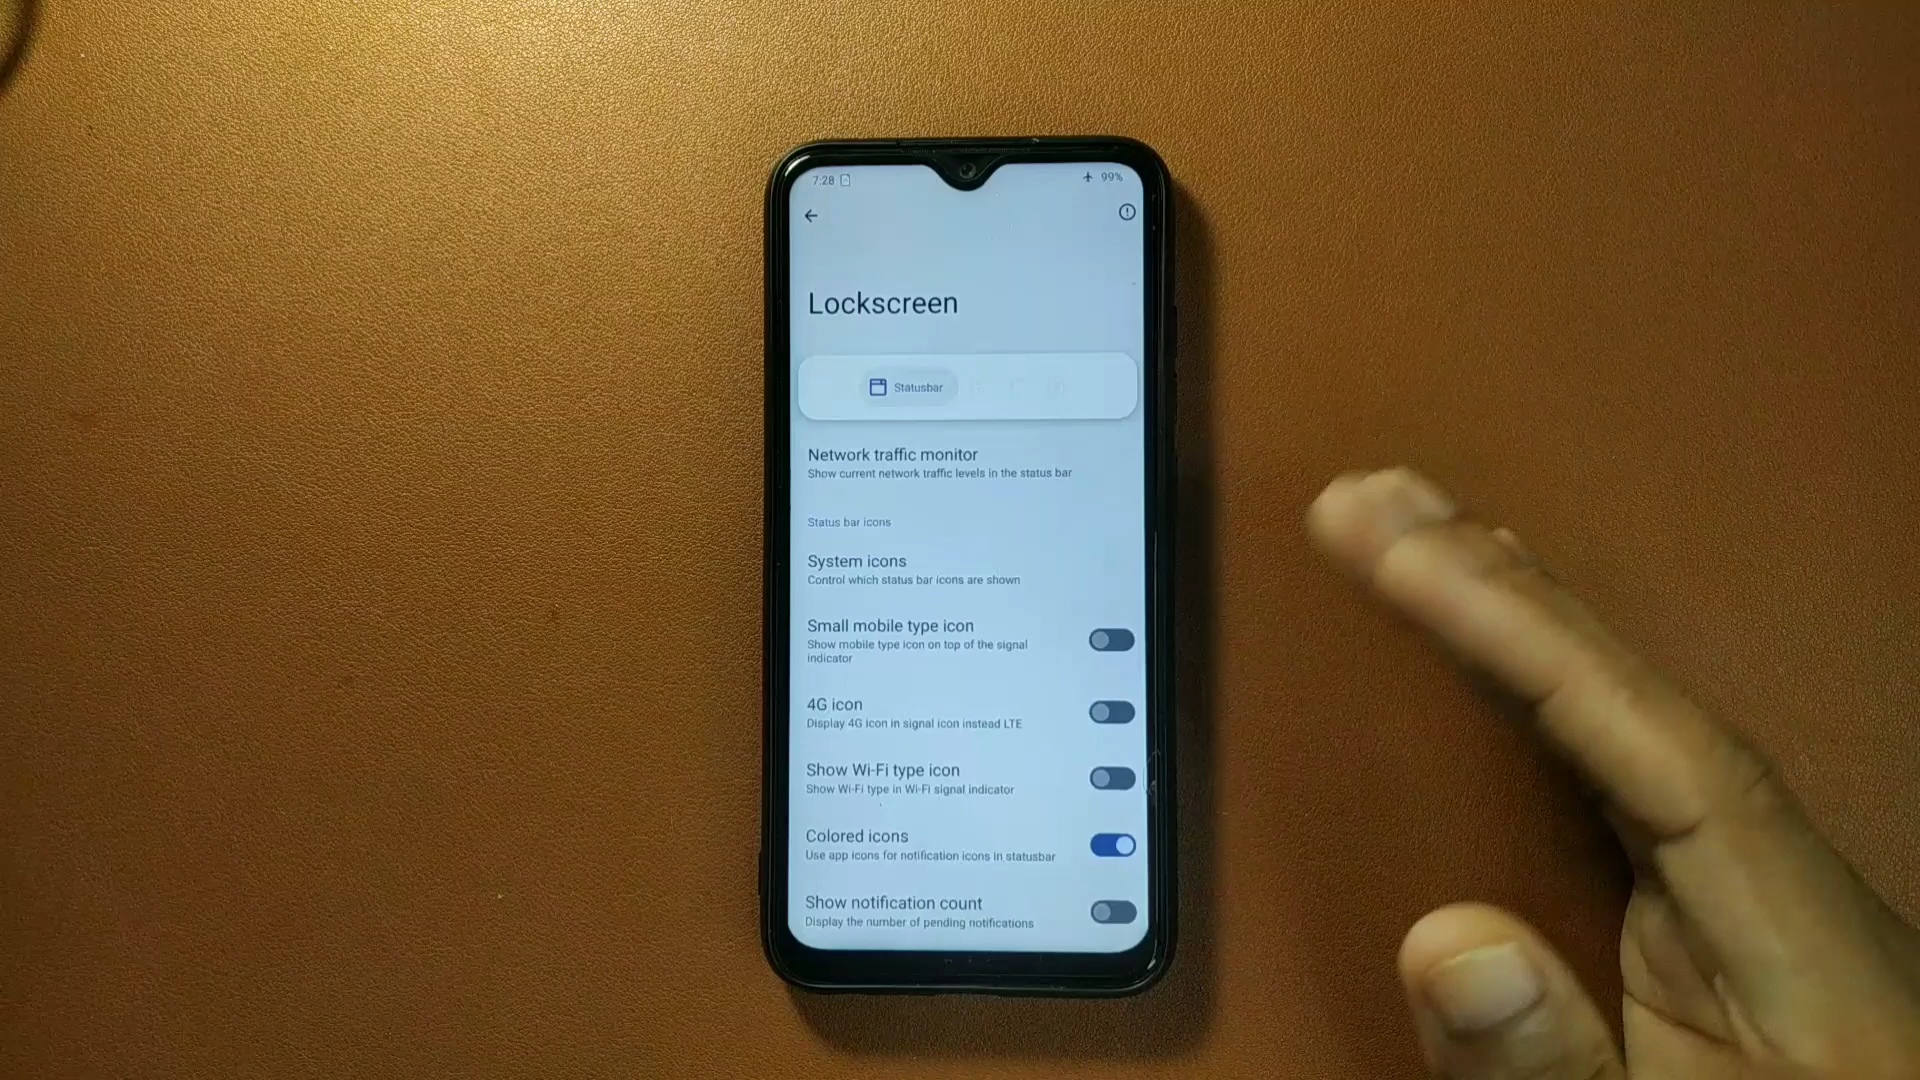 7:28
99%
Lockscreen
Statusbar
Network traffic monitor
Show current network traffic levels in the status bar
Status bar icons
System icons
Control which status bar icons are shown
Small mobile type icon
Show mobile type icon on top of the signal
indicator
4G icon
Display 4G icon in signal icon instead LTE
Show Wi-Fi type icon
Show Wi-Fi type in Wi-Fi signal indicator
Colored icons
Use app icons for notification icons in statusbar
Show notification count
Display the number of pending notifications